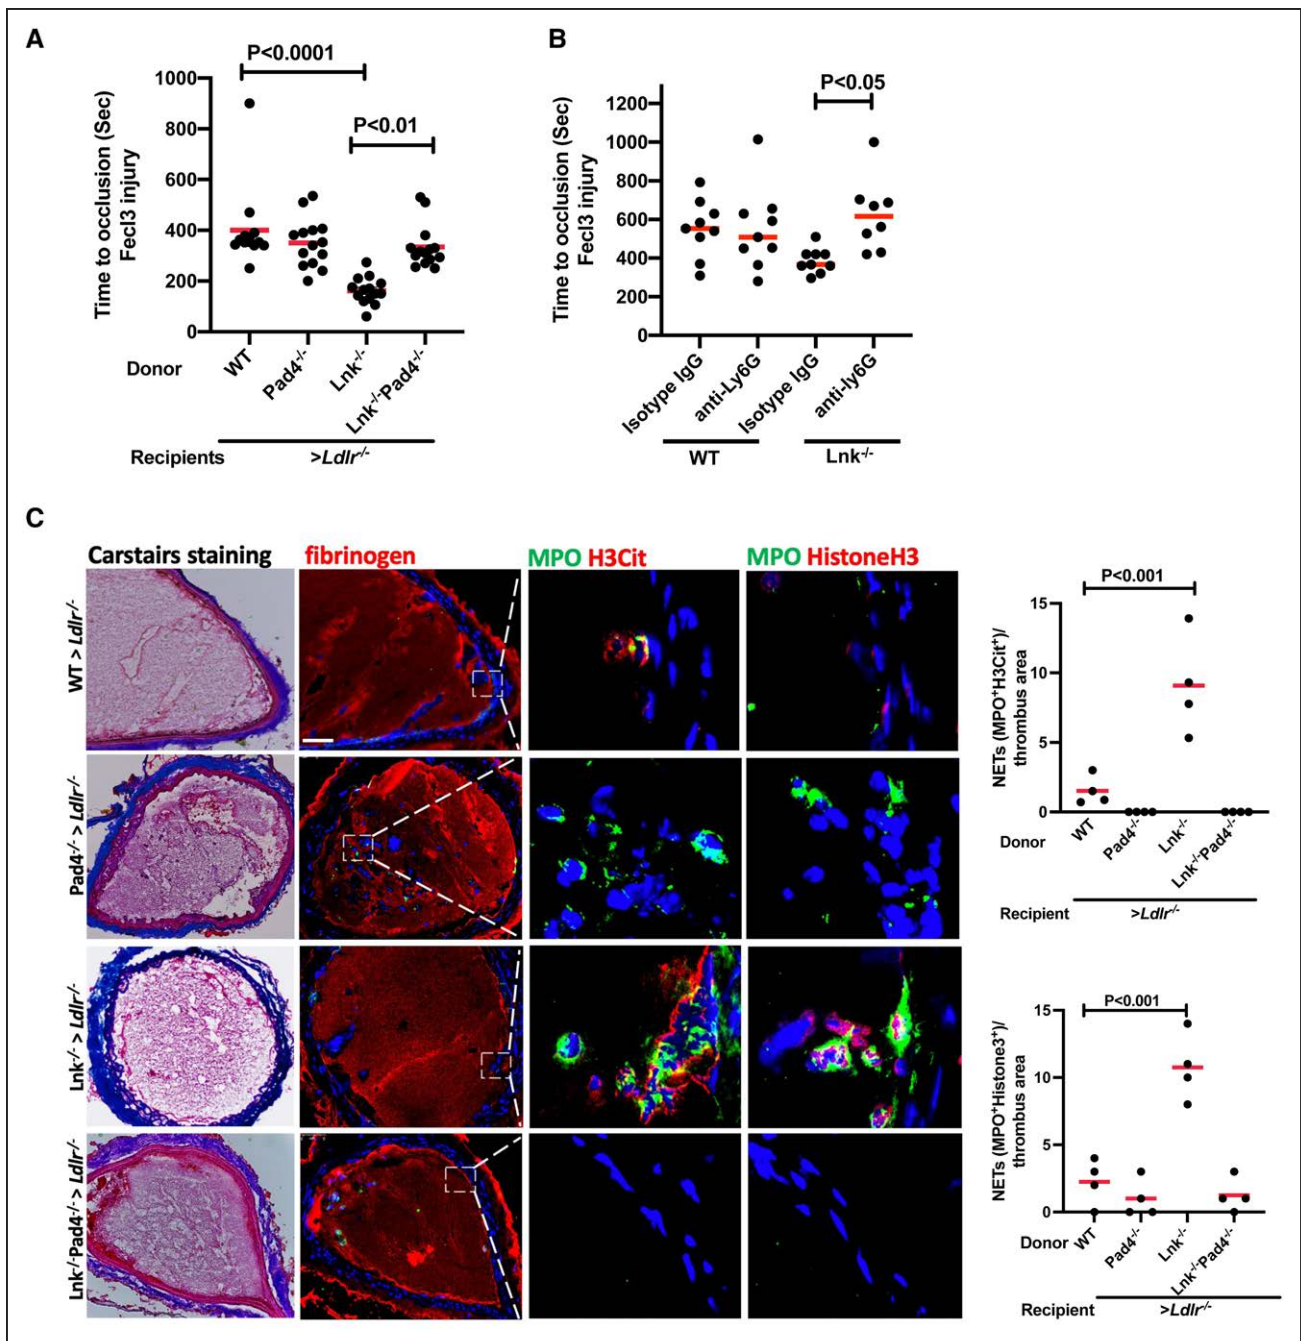 A
P<0.0001
P<0.01
Time to occlusion (Sec)
Fecl3 injury
1000
800
600
400
200
0
Donor
WT
Pad4-/-
Lnk-/-
Lnk-/-Pad4-/-
Recipients
>Ldlr-/-
B
P<0.05
Time to occlusion (Sec)
Fecl3 injury
1200
1000
800
600
400
200
0
Isotype IgG
anti-Ly6G
Isotype IgG
anti-ly6G
WT
Lnk-/-
C
Carstairs staining
fibrinogen
MPO H3Cit
MPO HistoneH3
WT > Ldlr-/-
Pad4-/- > Ldlr-/-
Lnk-/- > Ldlr-/-
Lnk-/-Pad4-/- > Ldlr-/-
P<0.001
NETs (MPO+H3Cit+)/
thrombus area
15
10
5
0
Donor
WT
Pad4-/-
Lnk-/-
Lnk-/-Pad4-/-
Recipient
>Ldlr-/-
P<0.001
NETs (MPO+Histone3+)/
thrombus area
15
10
5
0
Donor
WT
Pad4-/-
Lnk-/-
Lnk-/-Pad4-/-
Recipient
>Ldlr-/-